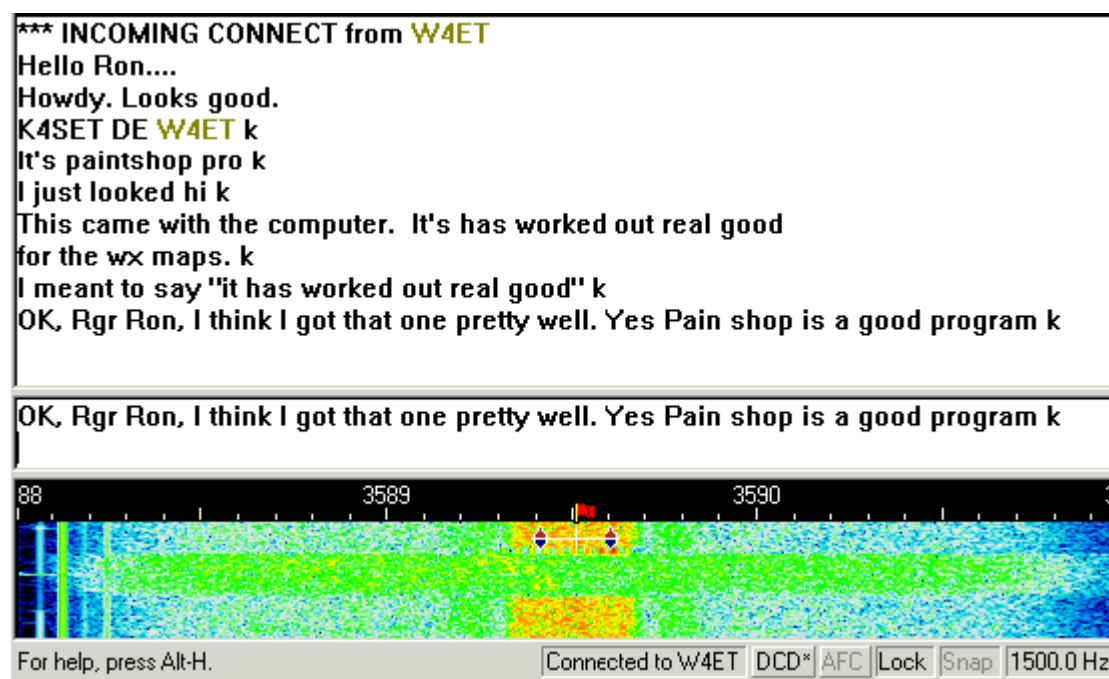 *** INCOMING CONNECT from W4ET
Hello Ron....
Howdy. Looks good.
K4SET DE W4ET k
It's paintshop pro k
I just looked hi k
This came with the computer.  It's has worked out real good
for the wx maps. k
I meant to say "it has worked out real good" k
OK, Rgr Ron, I think I got that one pretty well. Yes Pain shop is a good program k
OK, Rgr Ron, I think I got that one pretty well. Yes Pain shop is a good program k
88 3589 3590
For help, press Alt-H. Connected to W4ET DCD* AFC Lock Snap 1500.0 Hz